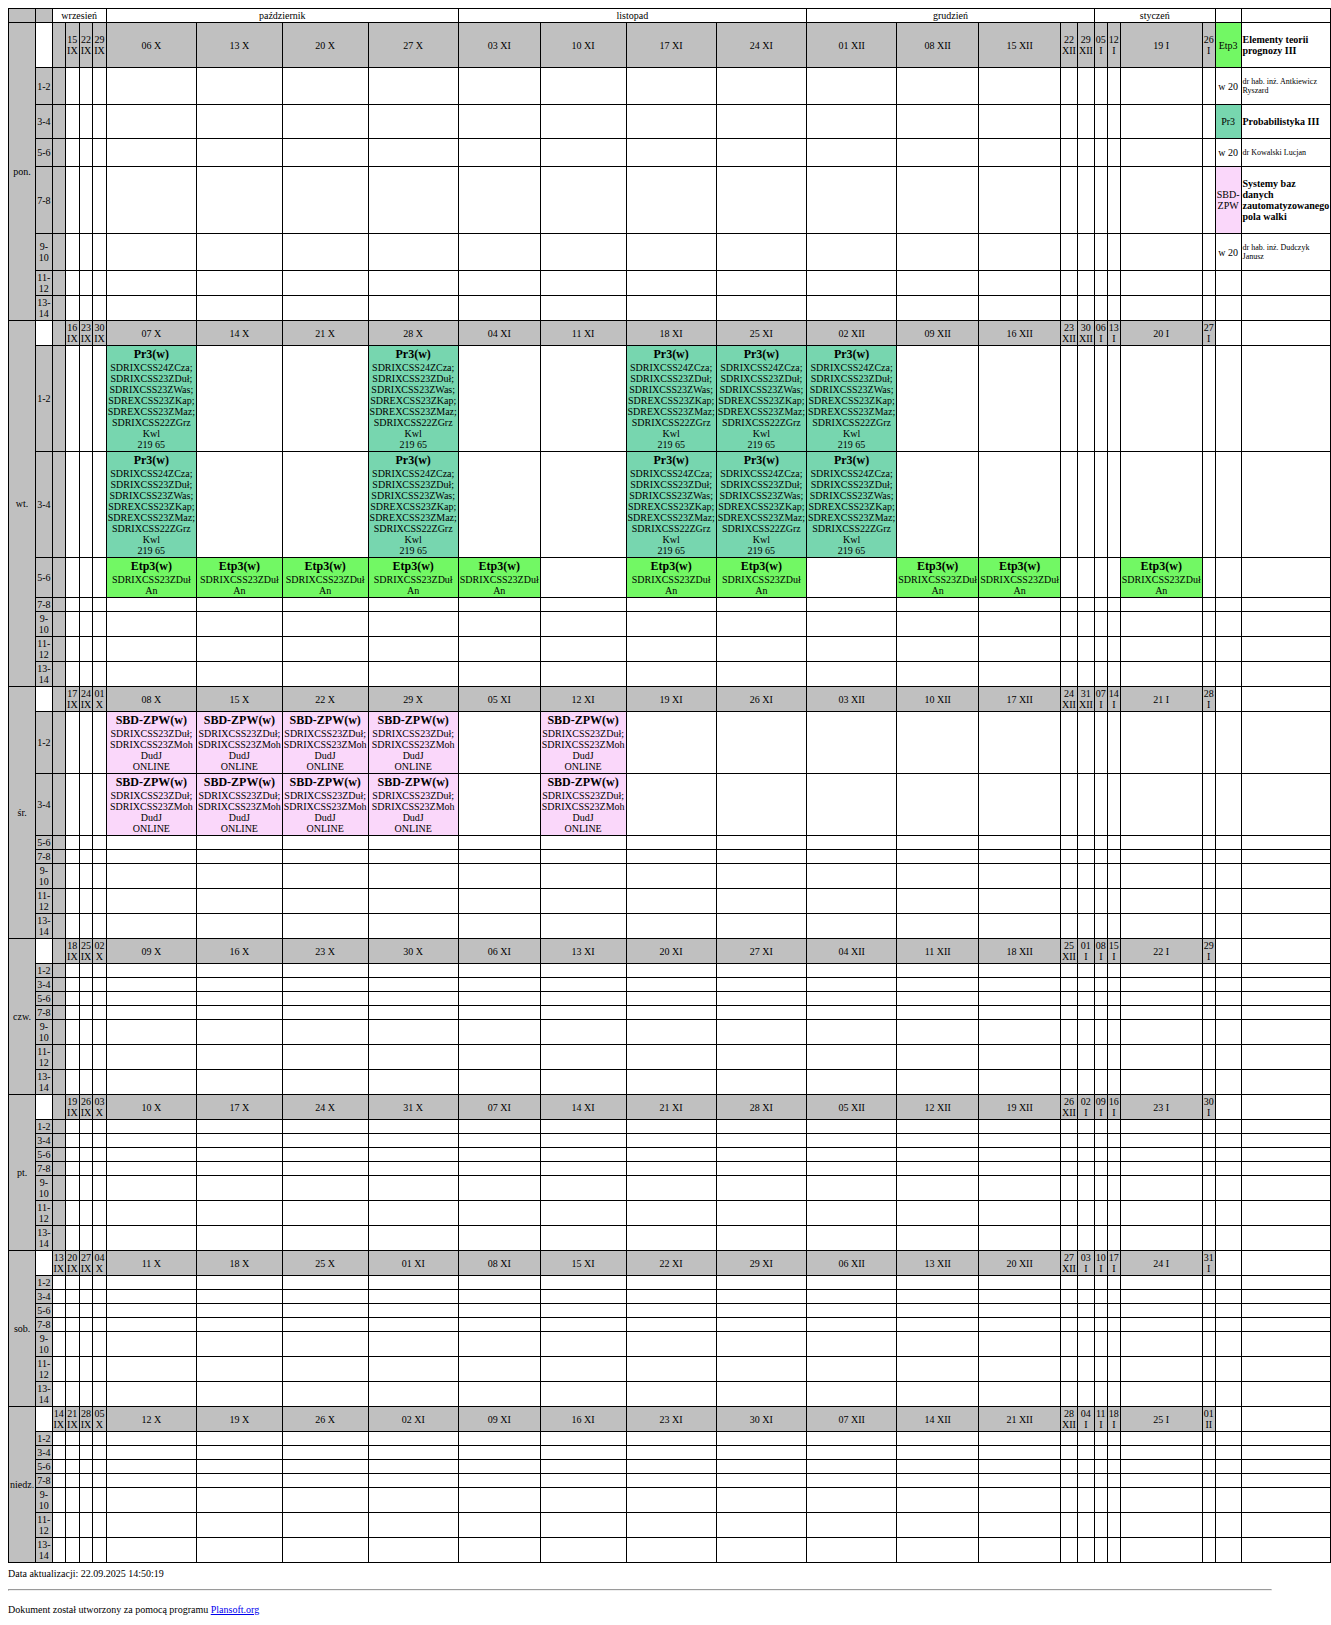 wrzesień październik listopad grudzień styczeń
pon. 15 IX 22 IX 29 IX 06 X 13 X 20 X 27 X 03 XI 10 XI 17 XI 24 XI 01 XII 08 XII 15 XII 22 XII 29 XII 05 I 12 I 19 I 26 I Etp3 Elementy teorii prognozy III
1-2 w 20 dr hab. inż. Antkiewicz Ryszard
3-4 Pr3 Probabilistyka III
5-6 w 20 dr Kowalski Lucjan
7-8 SBD-ZPW Systemy baz danych zautomatyzowanego pola walki
9-10 w 20 dr hab. inż. Dudczyk Janusz
11-12
13-14
wt. 16 IX 23 IX 30 IX 07 X 14 X 21 X 28 X 04 XI 11 XI 18 XI 25 XI 02 XII 09 XII 16 XII 23 XII 30 XII 06 I 13 I 20 I 27 I
1-2
Pr3(w) Pr3(w) Pr3(w) Pr3(w) Pr3(w)
SDRIXCSS24ZCza; SDRIXCSS24ZCza; SDRIXCSS24ZCza; SDRIXCSS24ZCza; SDRIXCSS24ZCza;
SDRIXCSS23ZDuł; SDRIXCSS23ZDuł; SDRIXCSS23ZDuł; SDRIXCSS23ZDuł; SDRIXCSS23ZDuł;
SDRIXCSS23ZWas; SDRIXCSS23ZWas; SDRIXCSS23ZWas; SDRIXCSS23ZWas; SDRIXCSS23ZWas;
SDREXCSS23ZKap; SDREXCSS23ZKap; SDREXCSS23ZKap; SDREXCSS23ZKap; SDREXCSS23ZKap;
SDREXCSS23ZMaz; SDREXCSS23ZMaz; SDREXCSS23ZMaz; SDREXCSS23ZMaz; SDREXCSS23ZMaz;
SDRIXCSS22ZGrz SDRIXCSS22ZGrz SDRIXCSS22ZGrz SDRIXCSS22ZGrz SDRIXCSS22ZGrz
Kwl Kwl Kwl Kwl Kwl
219 65 219 65 219 65 219 65 219 65
3-4
Pr3(w) Pr3(w) Pr3(w) Pr3(w) Pr3(w)
SDRIXCSS24ZCza; SDRIXCSS24ZCza; SDRIXCSS24ZCza; SDRIXCSS24ZCza; SDRIXCSS24ZCza;
SDRIXCSS23ZDuł; SDRIXCSS23ZDuł; SDRIXCSS23ZDuł; SDRIXCSS23ZDuł; SDRIXCSS23ZDuł;
SDRIXCSS23ZWas; SDRIXCSS23ZWas; SDRIXCSS23ZWas; SDRIXCSS23ZWas; SDRIXCSS23ZWas;
SDREXCSS23ZKap; SDREXCSS23ZKap; SDREXCSS23ZKap; SDREXCSS23ZKap; SDREXCSS23ZKap;
SDREXCSS23ZMaz; SDREXCSS23ZMaz; SDREXCSS23ZMaz; SDREXCSS23ZMaz; SDREXCSS23ZMaz;
SDRIXCSS22ZGrz SDRIXCSS22ZGrz SDRIXCSS22ZGrz SDRIXCSS22ZGrz SDRIXCSS22ZGrz
Kwl Kwl Kwl Kwl Kwl
219 65 219 65 219 65 219 65 219 65
5-6
Etp3(w) Etp3(w) Etp3(w) Etp3(w) Etp3(w) Etp3(w) Etp3(w) Etp3(w) Etp3(w) Etp3(w)
SDRIXCSS23ZDuł SDRIXCSS23ZDuł SDRIXCSS23ZDuł SDRIXCSS23ZDuł SDRIXCSS23ZDuł SDRIXCSS23ZDuł SDRIXCSS23ZDuł SDRIXCSS23ZDuł SDRIXCSS23ZDuł SDRIXCSS23ZDuł
An An An An An An An An An An
7-8
9-10
11-12
13-14
śr. 17 IX 24 IX 01 X 08 X 15 X 22 X 29 X 05 XI 12 XI 19 XI 26 XI 03 XII 10 XII 17 XII 24 XII 31 XII 07 I 14 I 21 I 28 I
1-2
SBD-ZPW(w) SBD-ZPW(w) SBD-ZPW(w) SBD-ZPW(w) SBD-ZPW(w)
SDRIXCSS23ZDuł; SDRIXCSS23ZDuł; SDRIXCSS23ZDuł; SDRIXCSS23ZDuł; SDRIXCSS23ZDuł;
SDRIXCSS23ZMoh SDRIXCSS23ZMoh SDRIXCSS23ZMoh SDRIXCSS23ZMoh SDRIXCSS23ZMoh
DudJ DudJ DudJ DudJ DudJ
ONLINE ONLINE ONLINE ONLINE ONLINE
3-4
SBD-ZPW(w) SBD-ZPW(w) SBD-ZPW(w) SBD-ZPW(w) SBD-ZPW(w)
SDRIXCSS23ZDuł; SDRIXCSS23ZDuł; SDRIXCSS23ZDuł; SDRIXCSS23ZDuł; SDRIXCSS23ZDuł;
SDRIXCSS23ZMoh SDRIXCSS23ZMoh SDRIXCSS23ZMoh SDRIXCSS23ZMoh SDRIXCSS23ZMoh
DudJ DudJ DudJ DudJ DudJ
ONLINE ONLINE ONLINE ONLINE ONLINE
5-6
7-8
9-10
11-12
13-14
czw. 18 IX 25 IX 02 X 09 X 16 X 23 X 30 X 06 XI 13 XI 20 XI 27 XI 04 XII 11 XII 18 XII 25 XII 01 I 08 I 15 I 22 I 29 I
1-2
3-4
5-6
7-8
9-10
11-12
13-14
pt. 19 IX 26 IX 03 X 10 X 17 X 24 X 31 X 07 XI 14 XI 21 XI 28 XI 05 XII 12 XII 19 XII 26 XII 02 I 09 I 16 I 23 I 30 I
1-2
3-4
5-6
7-8
9-10
11-12
13-14
sob. 13 IX 20 IX 27 IX 04 X 11 X 18 X 25 X 01 XI 08 XI 15 XI 22 XI 29 XI 06 XII 13 XII 20 XII 27 XII 03 I 10 I 17 I 24 I 31 I
1-2
3-4
5-6
7-8
9-10
11-12
13-14
niedz. 14 IX 21 IX 28 IX 05 X 12 X 19 X 26 X 02 XI 09 XI 16 XI 23 XI 30 XI 07 XII 14 XII 21 XII 28 XII 04 I 11 I 18 I 25 I 01 II
1-2
3-4
5-6
7-8
9-10
11-12
13-14
Data aktualizacji: 22.09.2025 14:50:19
Dokument został utworzony za pomocą programu Plansoft.org